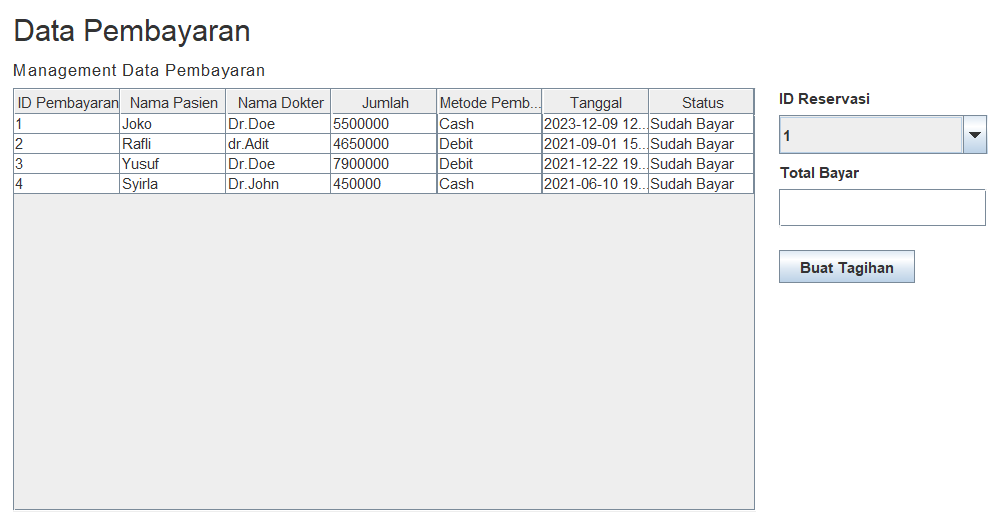 Data Pembayaran
Management Data Pembayaran
ID Pembayaran Nama Pasien Nama Dokter Jumlah Metode Pemb... Tanggal Status
1 Joko Dr.Doe 5500000 Cash 2023-12-09 12... Sudah Bayar
2 Rafli dr.Adit 4650000 Debit 2021-09-01 15... Sudah Bayar
3 Yusuf Dr.Doe 7900000 Debit 2021-12-22 19... Sudah Bayar
4 Syirla Dr.John 450000 Cash 2021-06-10 19... Sudah Bayar
ID Reservasi
1
Total Bayar
Buat Tagihan